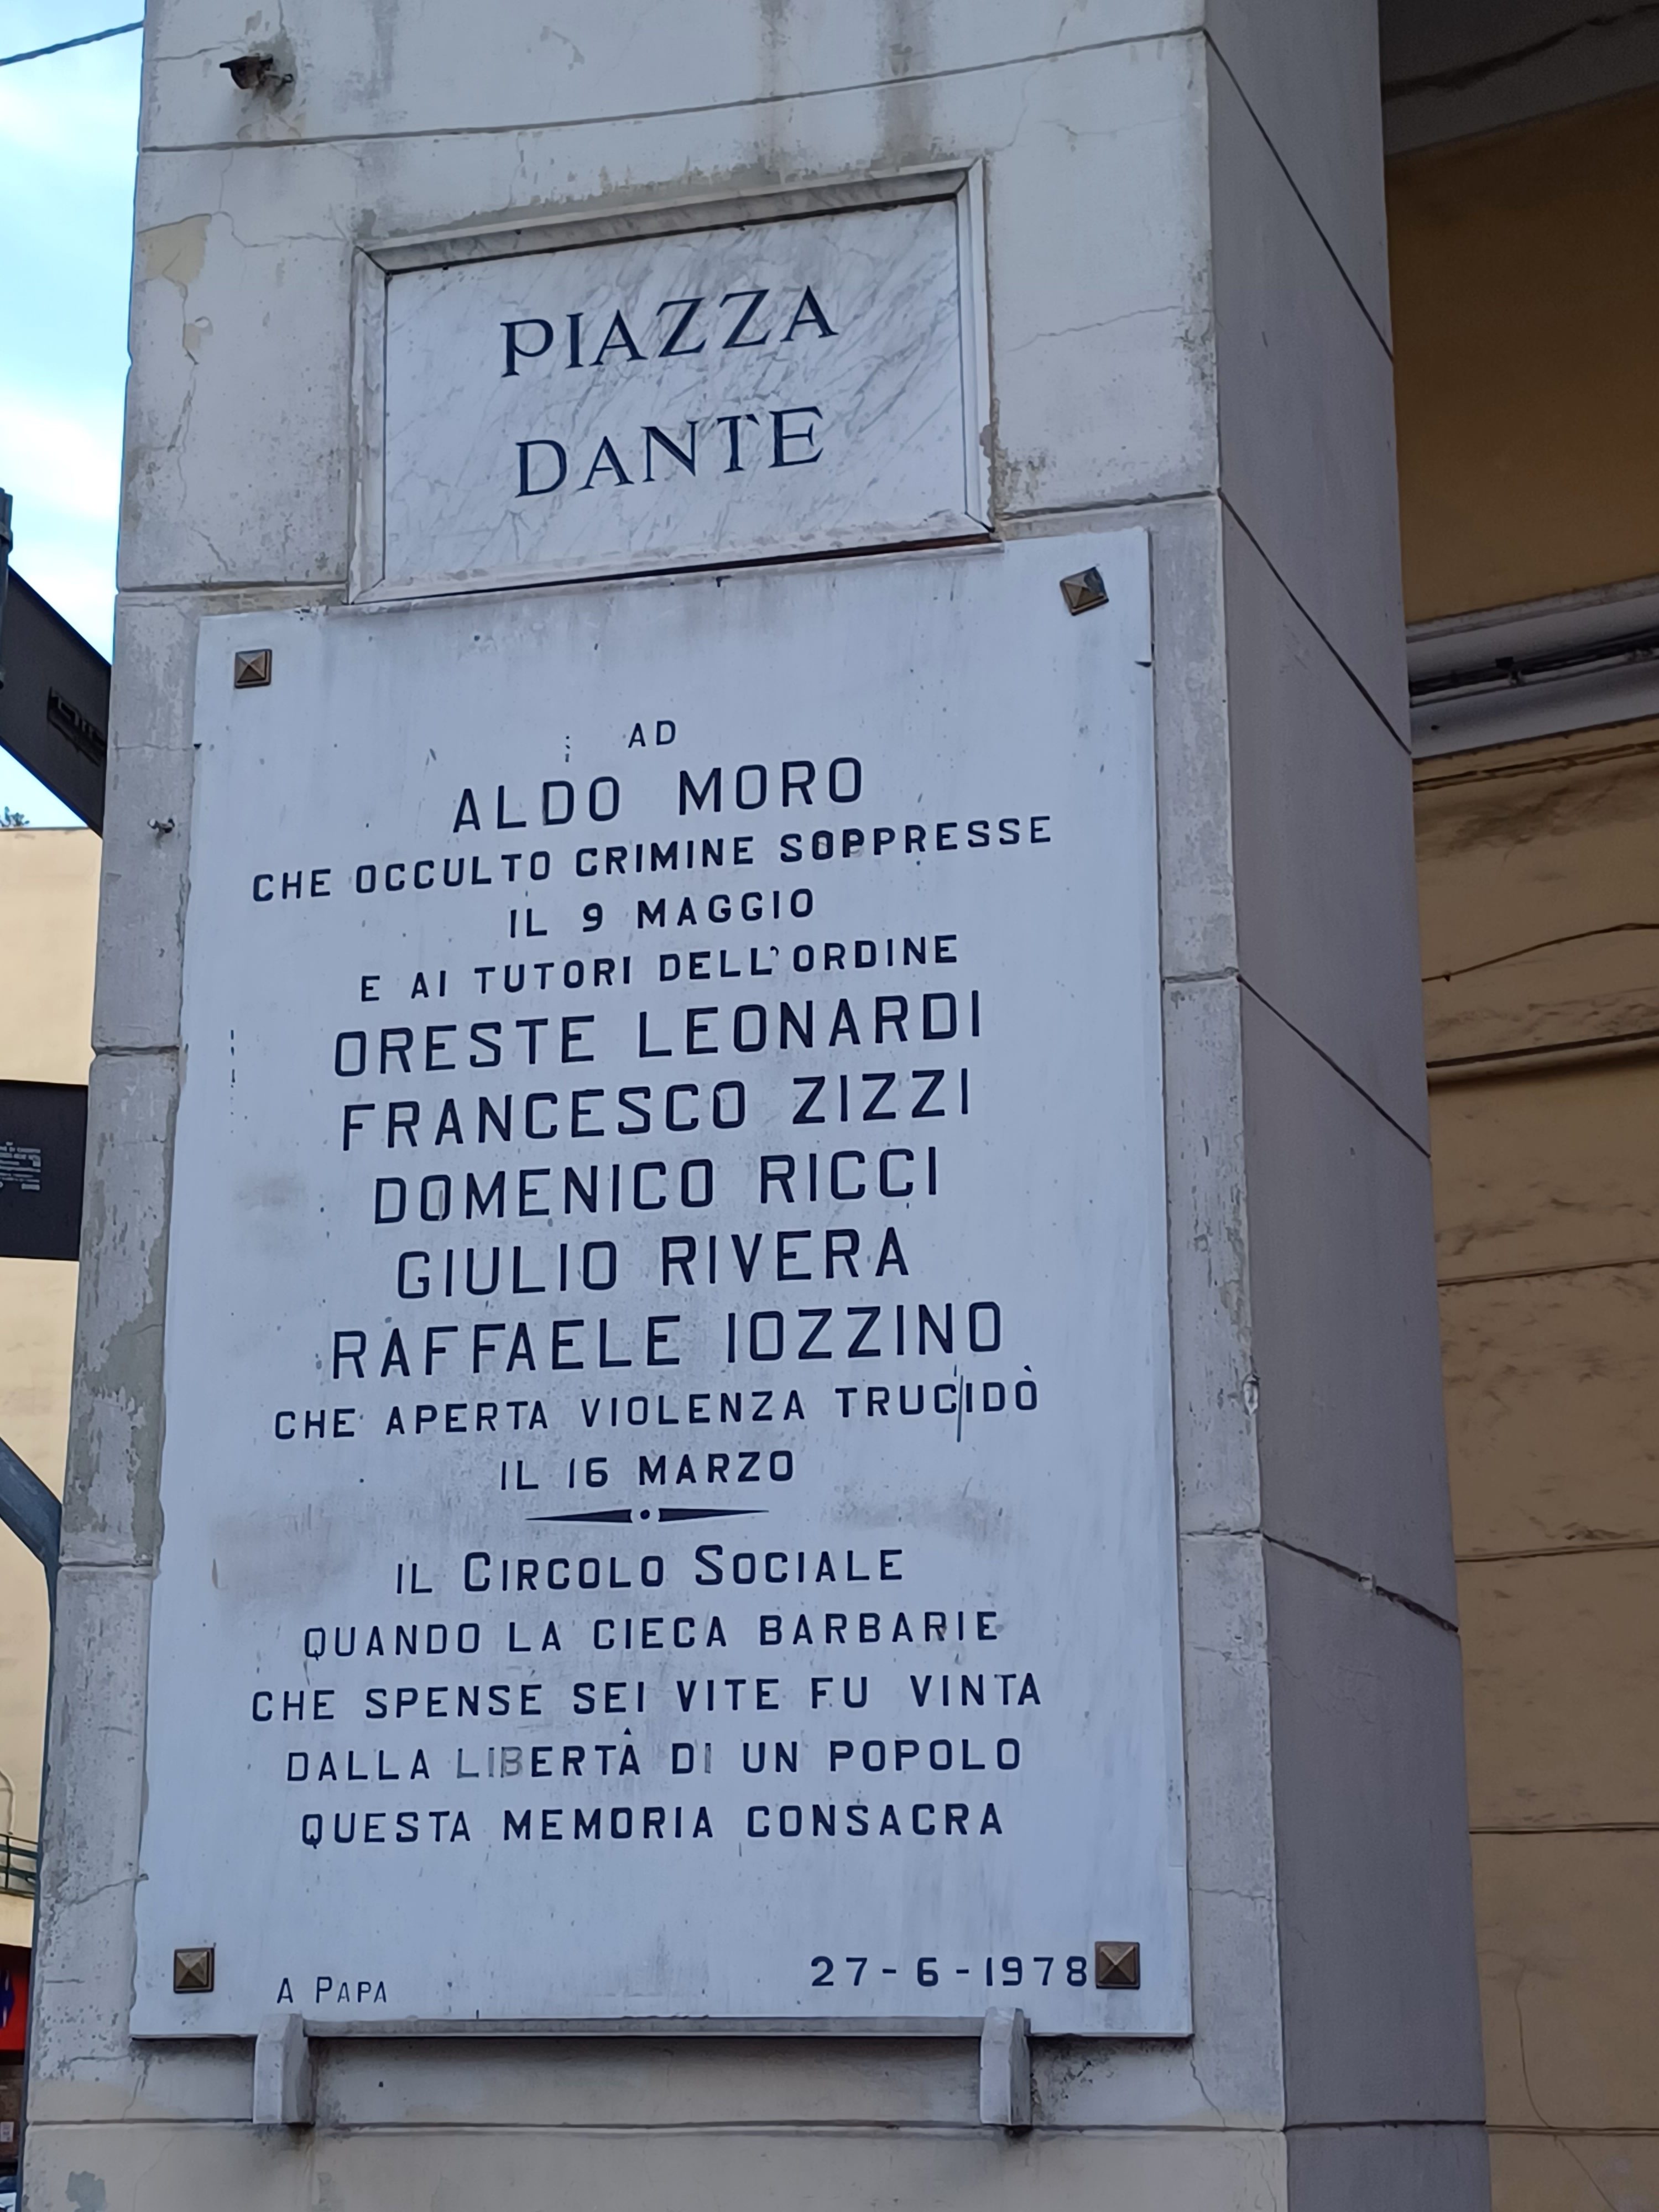 PIAZZA
DANTE
AD
ALDO MORO
CHE OCCULTO CRIMINE SOPPRESSE
IL 9 MAGGIO
E AI TUTORI DELL'ORDINE
ORESTE LEONARDI
FRANCESCO ZIZZI
DOMENICO RICCI
GIULIO RIVERA
RAFFAELE IOZZINO
CHE APERTA VIOLENZA TRUCIDÒ
IL 16 MARZO
IL CIRCOLO SOCIALE
QUANDO LA CIECA BARBARIE
CHE SPENSE SEI VITE FU VINTA
DALLA LIBERTÀ DI UN POPOLO
QUESTA MEMORIA CONSACRA
A PAPA
27-6-1978